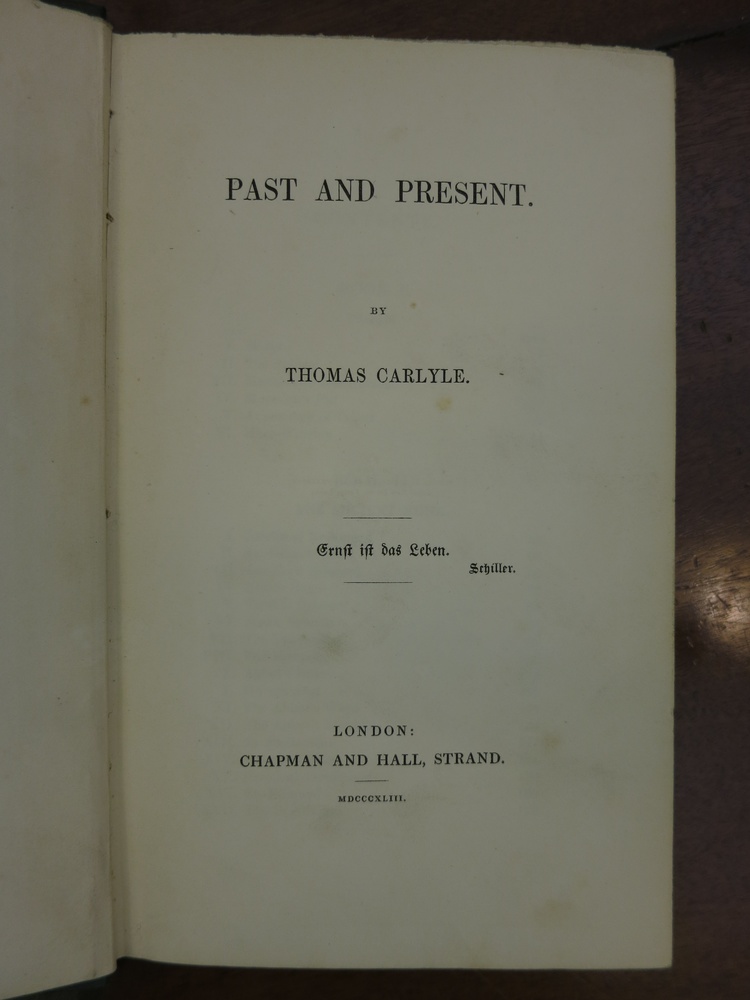 PAST AND PRESENT.
BY
THOMAS CARLYLE.
Ernſt iſt das Leben.
Schiller.
LONDON:
CHAPMAN AND HALL, STRAND.
MDCCCXLIII.